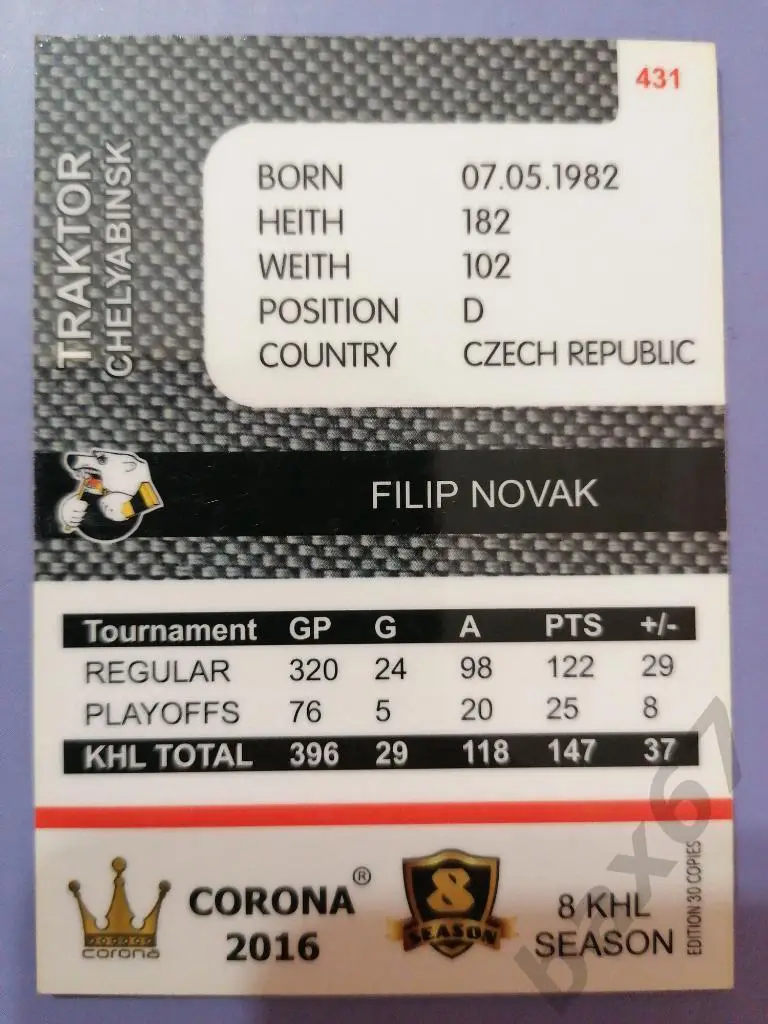 431
TRAKTOR
CHELYABINSK
BORN 07.05.1982
HEITH 182
WEITH 102
POSITION D
COUNTRY CZECH REPUBLIC
FILIP NOVAK
Tournament GP G A PTS +/-
REGULAR 320 24 98 122 29
PLAYOFFS 76 5 20 25 8
KHL TOTAL 396 29 118 147 37
corona
CORONA ®
2016
8
SEASON
8 KHL
SEASON
EDITION 30 COPIES
bax67